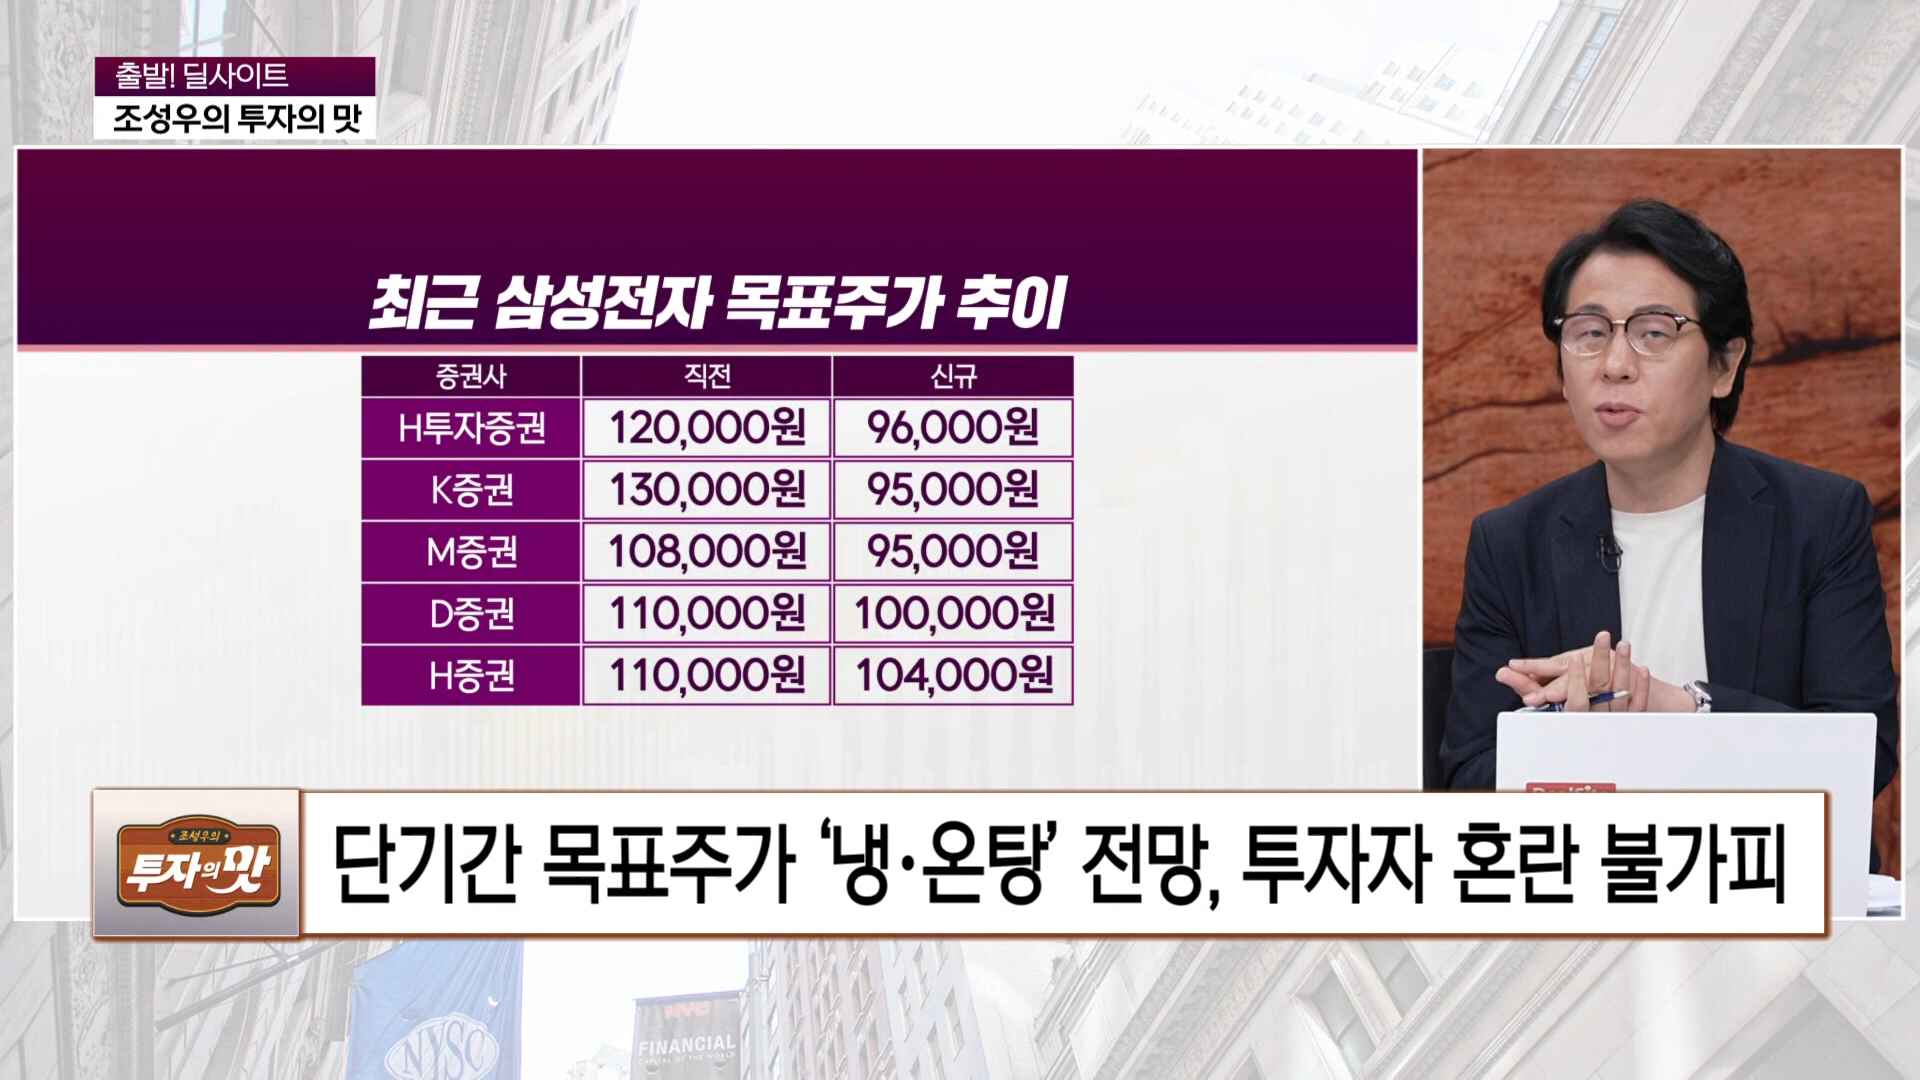 출발! 딜사이트
조성우의 투자의 맛
최근 삼성전자 목표주가 추이
증권사 직전 신규
H투자증권 120,000원 96,000원
K증권 130,000원 95,000원
M증권 108,000원 95,000원
D증권 110,000원 100,000원
H증권 110,000원 104,000원
조성우의
투자의맛
단기간 목표주가 ‘냉·온탕’ 전망, 투자자 혼란 불가피
NYSC
NYC
FINANCIAL
CAPITAL OF THE WORLD